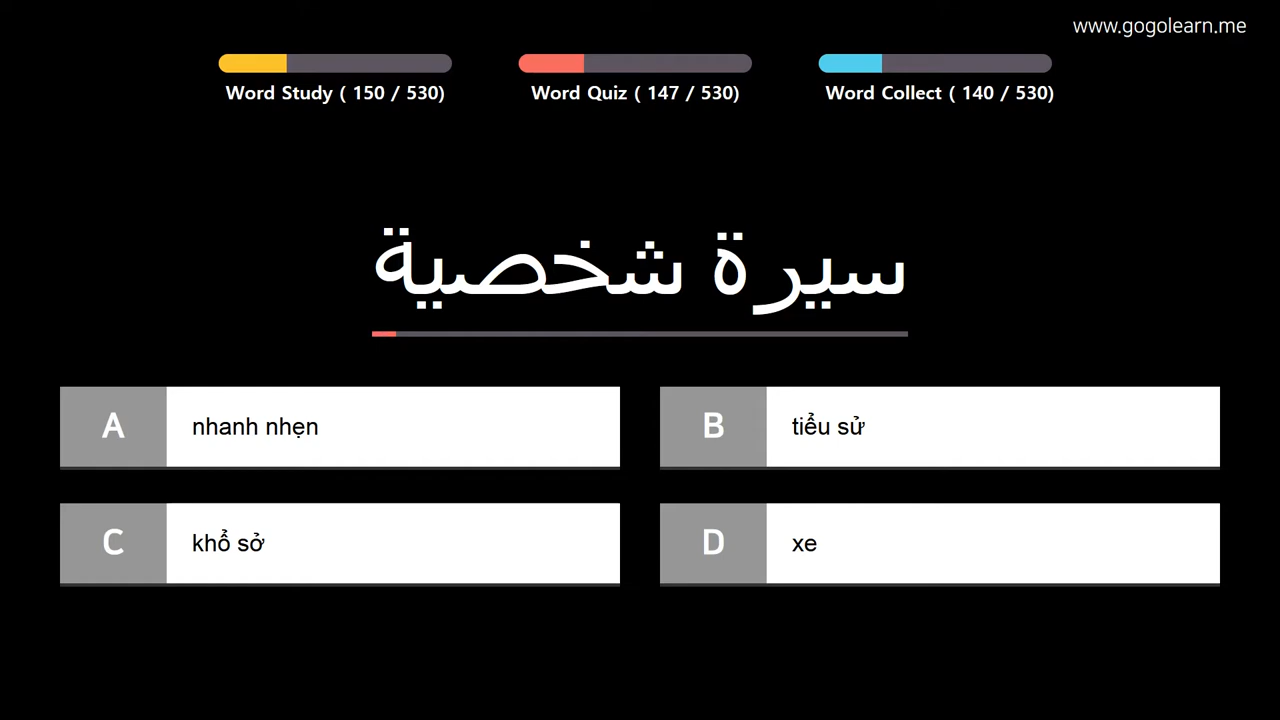 www.gogolearn.me
Word Study ( 150 / 530)
Word Quiz ( 147 / 530)
Word Collect ( 140 / 530)
سيرة شخصية
A nhanh nhẹn
B tiểu sử
C khổ sở
D xe